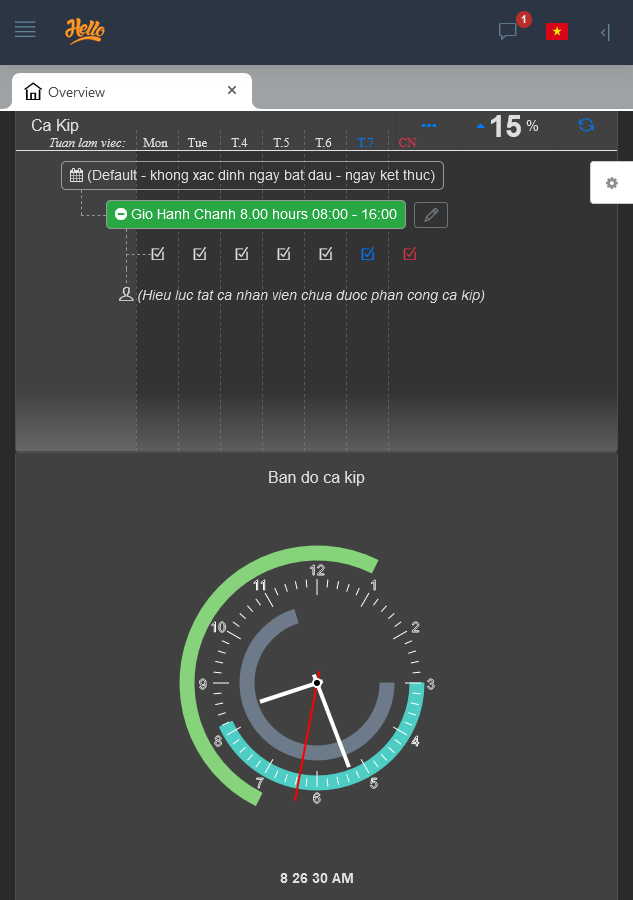 Hello
1
Overview ✕
Ca Kip ••• 15 %
Tuan lam viec: Mon Tue T.4 T.5 T.6 T.7 CN
(Default - khong xac dinh ngay bat dau - ngay ket thuc)
Gio Hanh Chanh 8.00 hours 08:00 - 16:00
(Hieu luc tat ca nhan vien chua duoc phan cong ca kip)
Ban do ca kip
12
11 1
10 2
9 3
8 4
7 5
6
8 26 30 AM